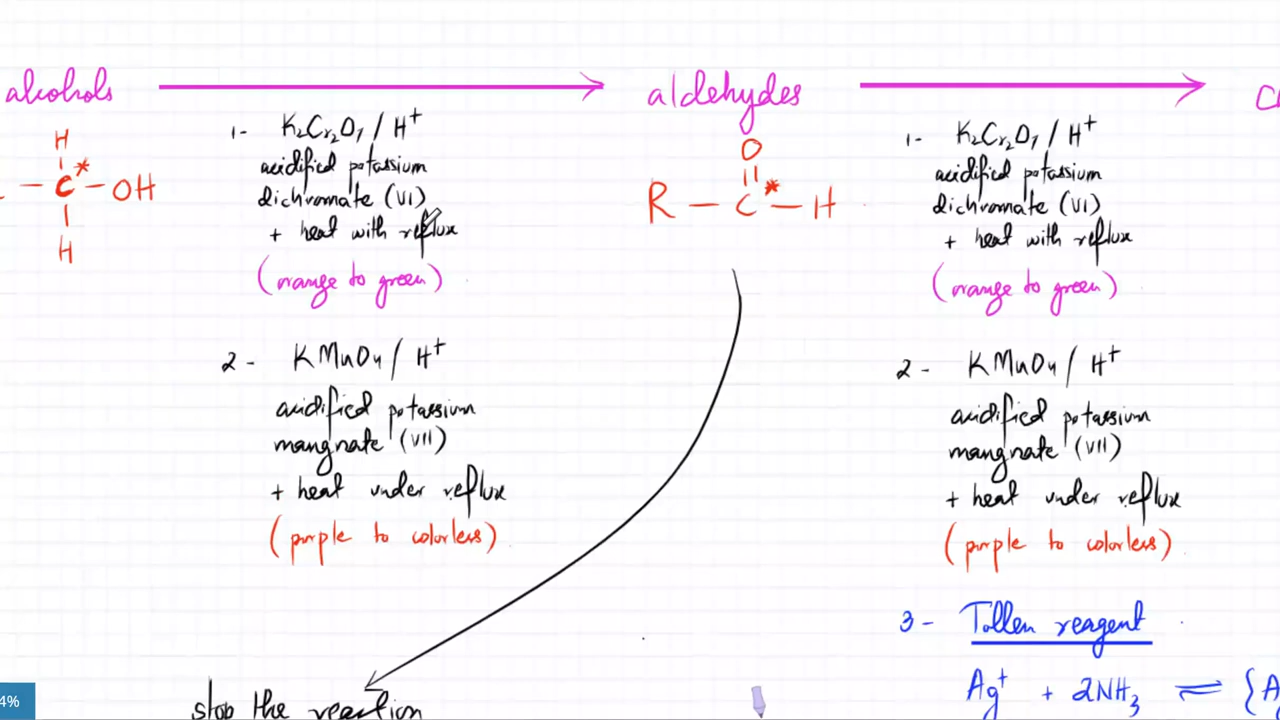 alcohols
aldehydes
H
C * OH
H
1- K2Cr2O7 / H+
acidified potassium
dichromate (VI)
+ heat with reflux
(orange to green)
2 - KMnO4 / H+
acidified potassium
mangnate (VII)
+ heat under reflux
(purple to colorless)
O
R - C * - H
1- K2Cr2O7 / H+
acidified potassium
dichromate (VI)
+ heat with reflux
(orange to green)
2 - KMnO4 / H+
acidified potassium
mangnate (VII)
+ heat under reflux
(purple to colorless)
3 - Tollen reagent
Ag+ + 2NH3 ⇌ {A
stop the reaction
4%